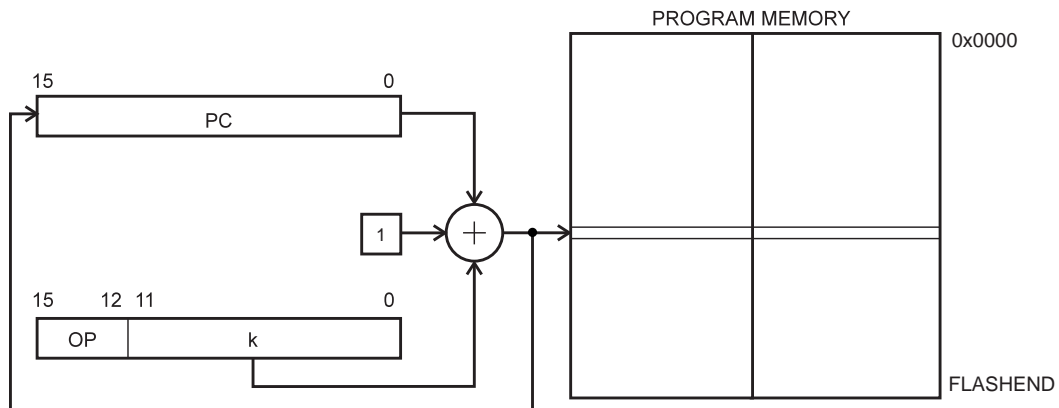 PROGRAM MEMORY
0x0000
15 0
PC
1
15 12 11 0
OP k
FLASHEND